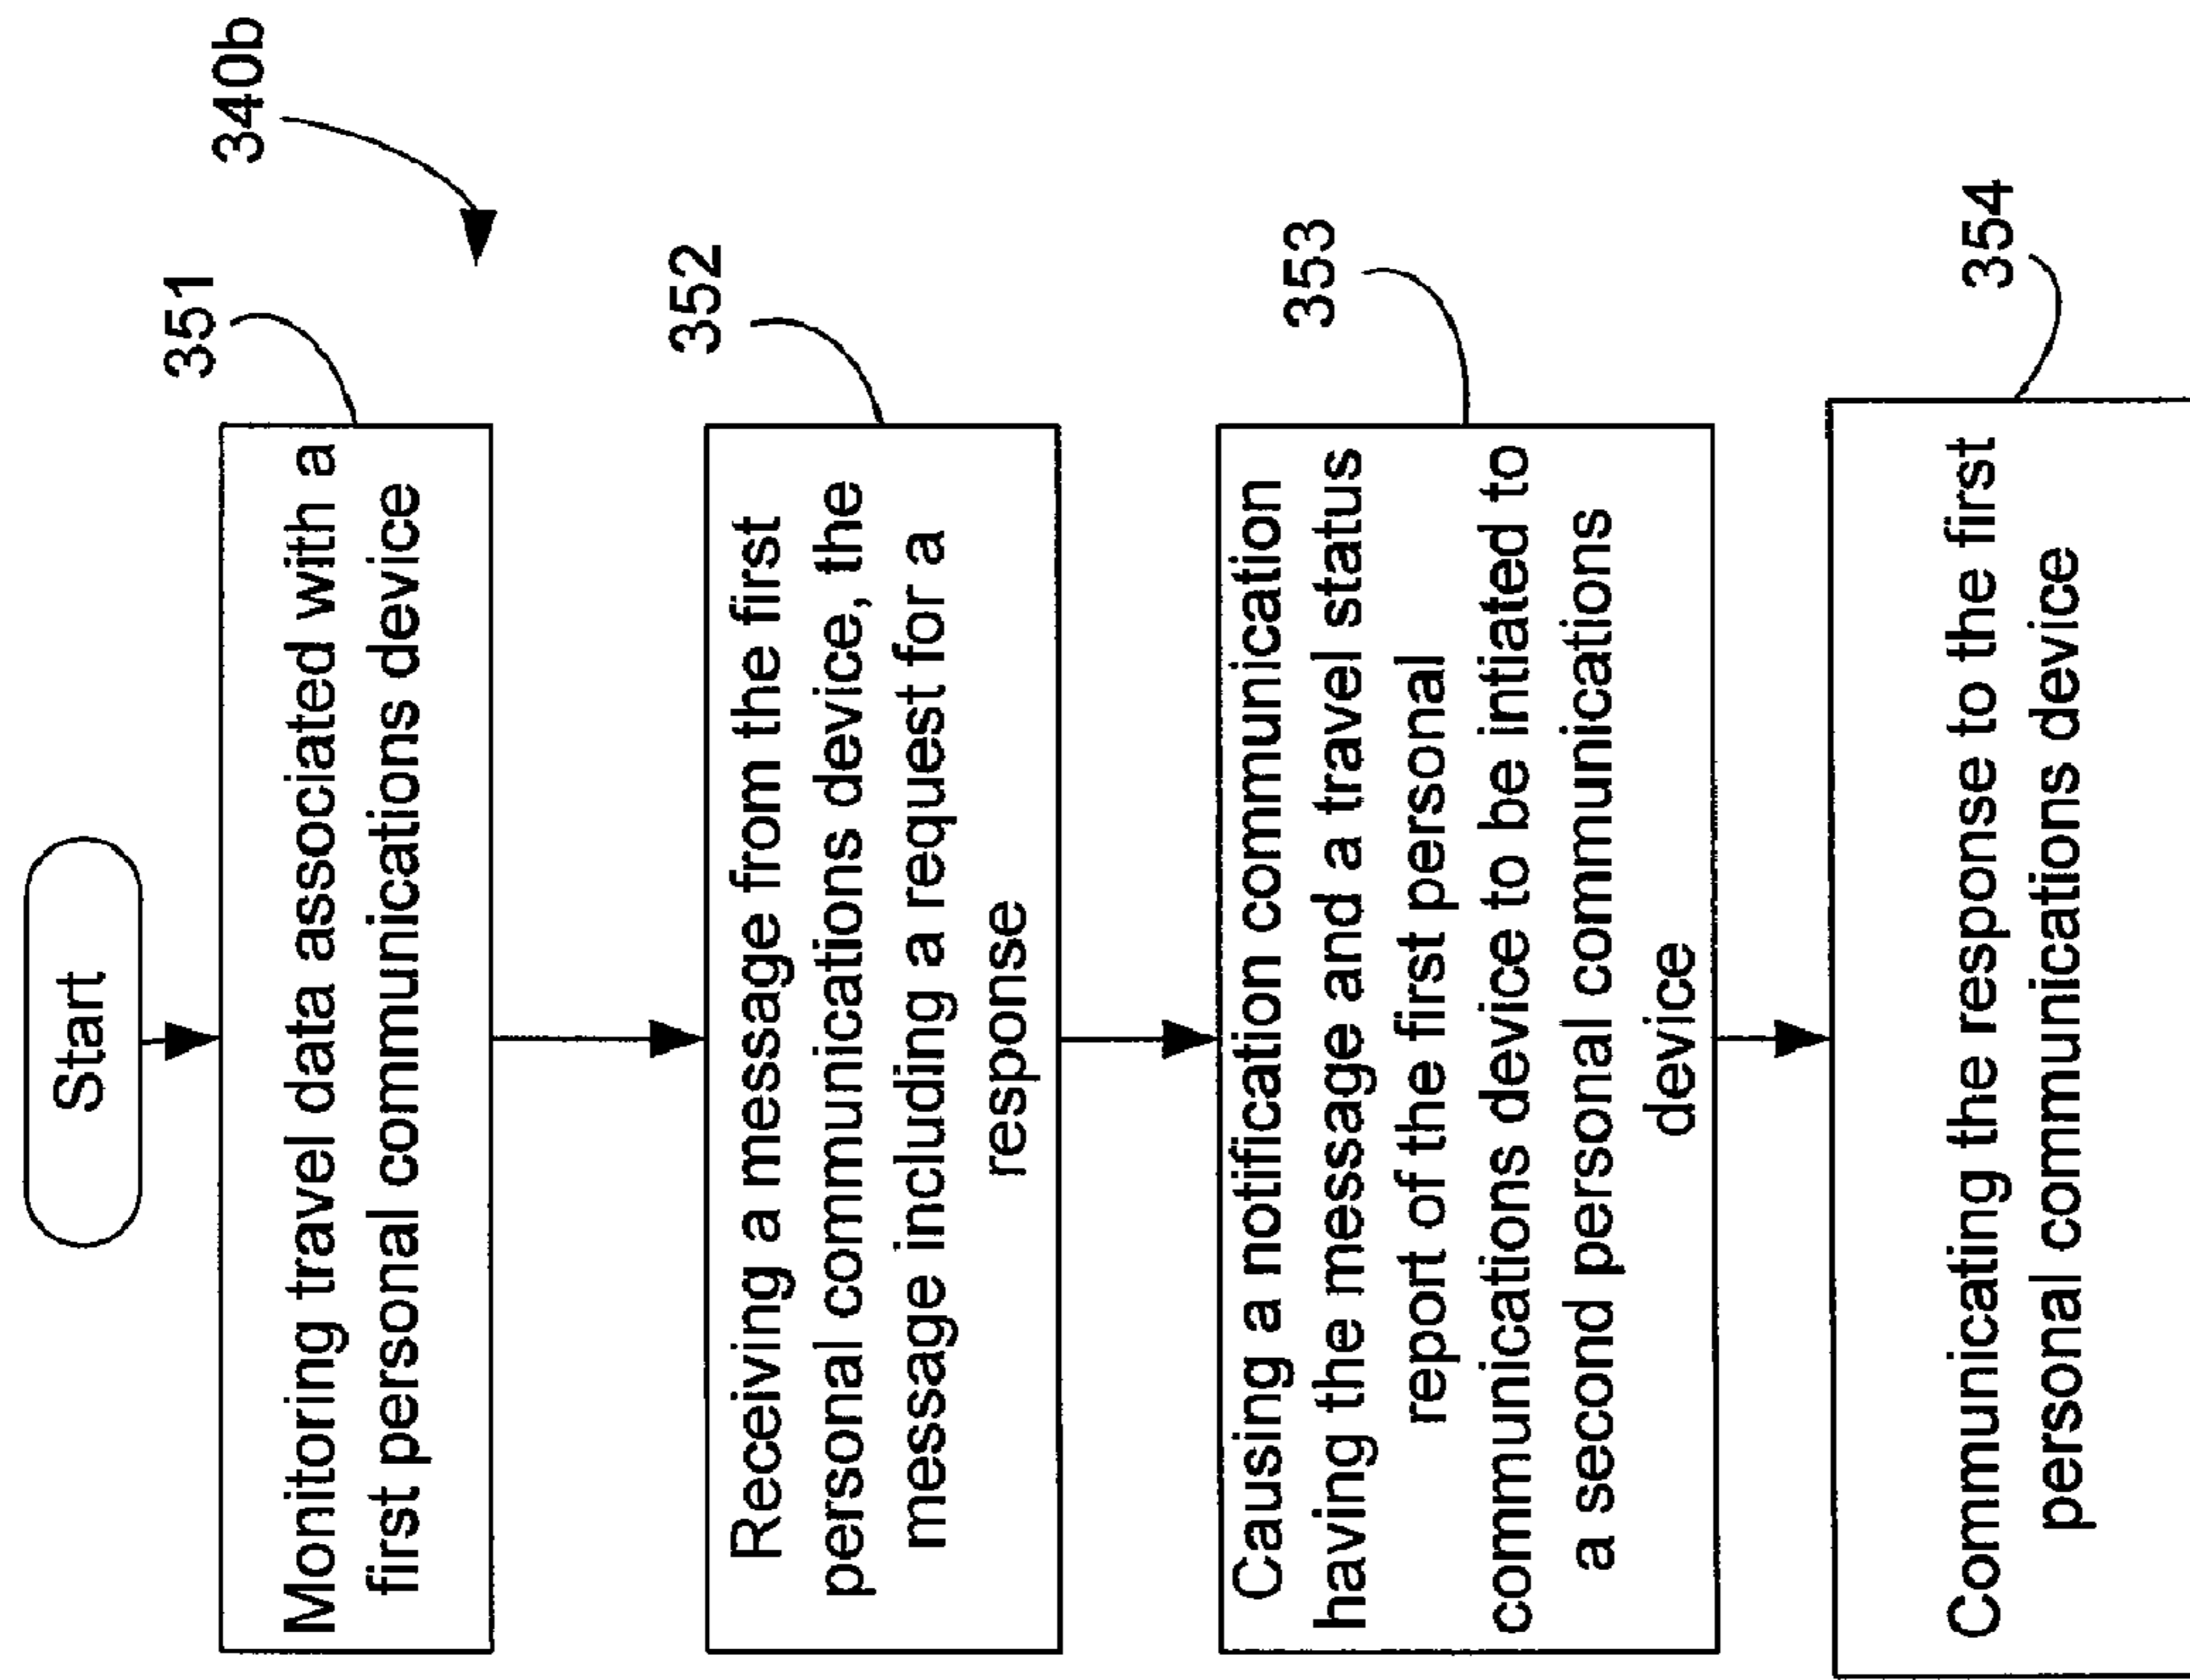 Start
340b
351
Monitoring travel data associated with a
first personal communications device
352
Receiving a message from the first
personal communications device, the
message including a request for a
response
353
Causing a notification communication
having the message and a travel status
report of the first personal
communications device to be intiated to
a second personal communications
device
354
Communicating the response to the first
personal communications device